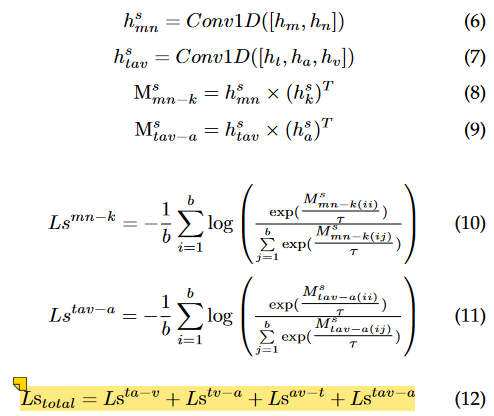 h^s_{mn} = Conv1D([h_m, h_n]) (6)
h^s_{tav} = Conv1D([h_t, h_a, h_v]) (7)
M^s_{mn-k} = h^s_{mn} × (h^s_k)^T (8)
M^s_{tav-a} = h^s_{tav} × (h^s_a)^T (9)
Ls^{mn-k} = -\frac{1}{b} \sum_{i=1}^{b} \log \left( \frac{\exp(\frac{M^s_{mn-k(ii)}}{τ})}{\sum_{j=1}^{b} \exp(\frac{M^s_{mn-k(ij)}}{τ})} \right) (10)
Ls^{tav-a} = -\frac{1}{b} \sum_{i=1}^{b} \log \left( \frac{\exp(\frac{M^s_{tav-a(ii)}}{τ})}{\sum_{j=1}^{b} \exp(\frac{M^s_{tav-a(ij)}}{τ})} \right) (11)
Ls_{total} = Ls^{ta-v} + Ls^{tv-a} + Ls^{av-t} + Ls^{tav-a} (12)